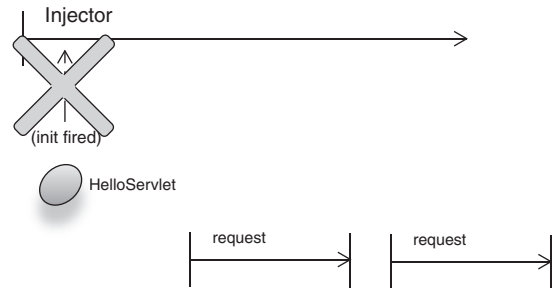 Injector
(init fired)
HelloServlet
request
request